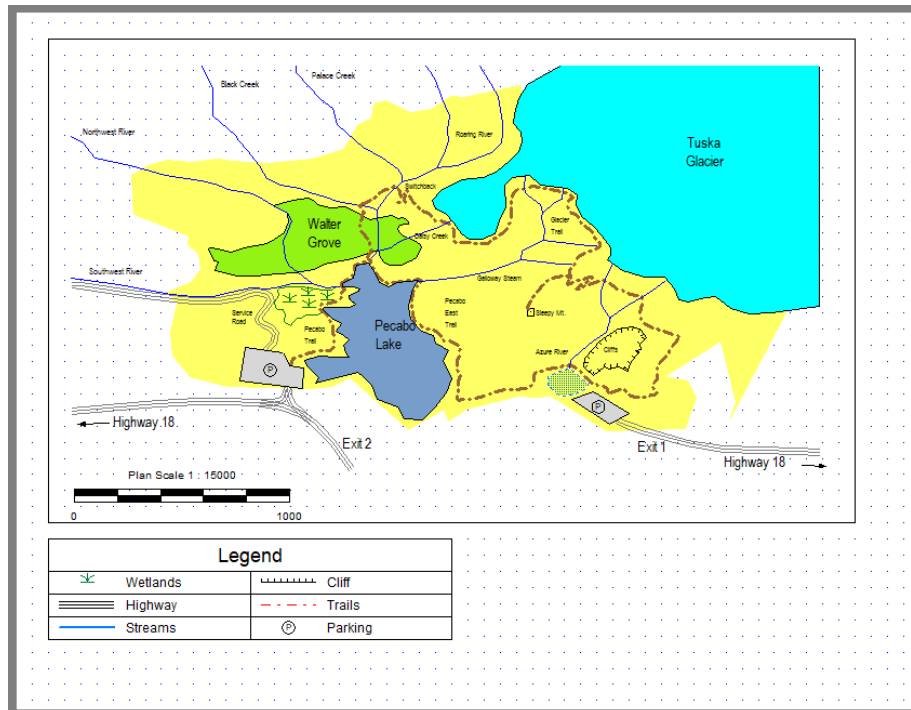 Palace Creek
Black Creek
Northwest River
Roaring River
Tuska
Glacier
Switchback
Walter
Grove
Glacier
Trail
Daisy Creek
Southwest River
Galloway Steam
Service
Road
Pecabo
Trail
Pecabo
Lake
Pecabo
East
Trail
Sleepy Mt.
Azure River
Cliffs
P
P
Highway 18.
Exit 2
Exit 1
Highway 18
Plan Scale 1 : 15000
0 1000
Legend
Wetlands Cliff
Highway Trails
Streams P Parking